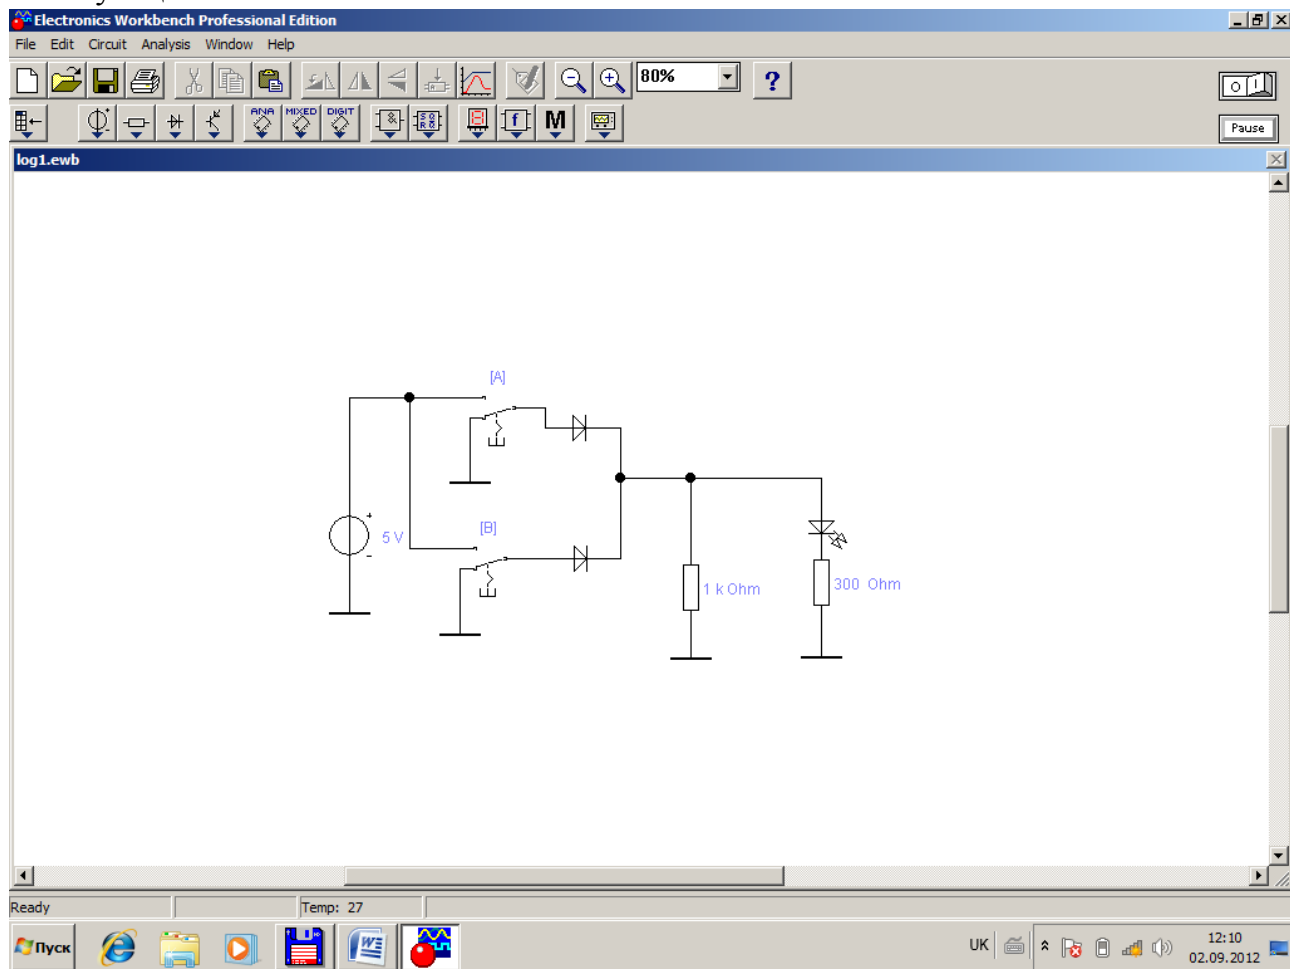 Electronics Workbench Professional Edition
File Edit Circuit Analysis Window Help
80%
?
ANA MIXED DIGIT
& f M
Pause
log1.ewb
[A]
[B]
5 V
+
-
1 k Ohm
300 Ohm
Ready
Temp: 27
Пуск
UK
12:10
02.09.2012